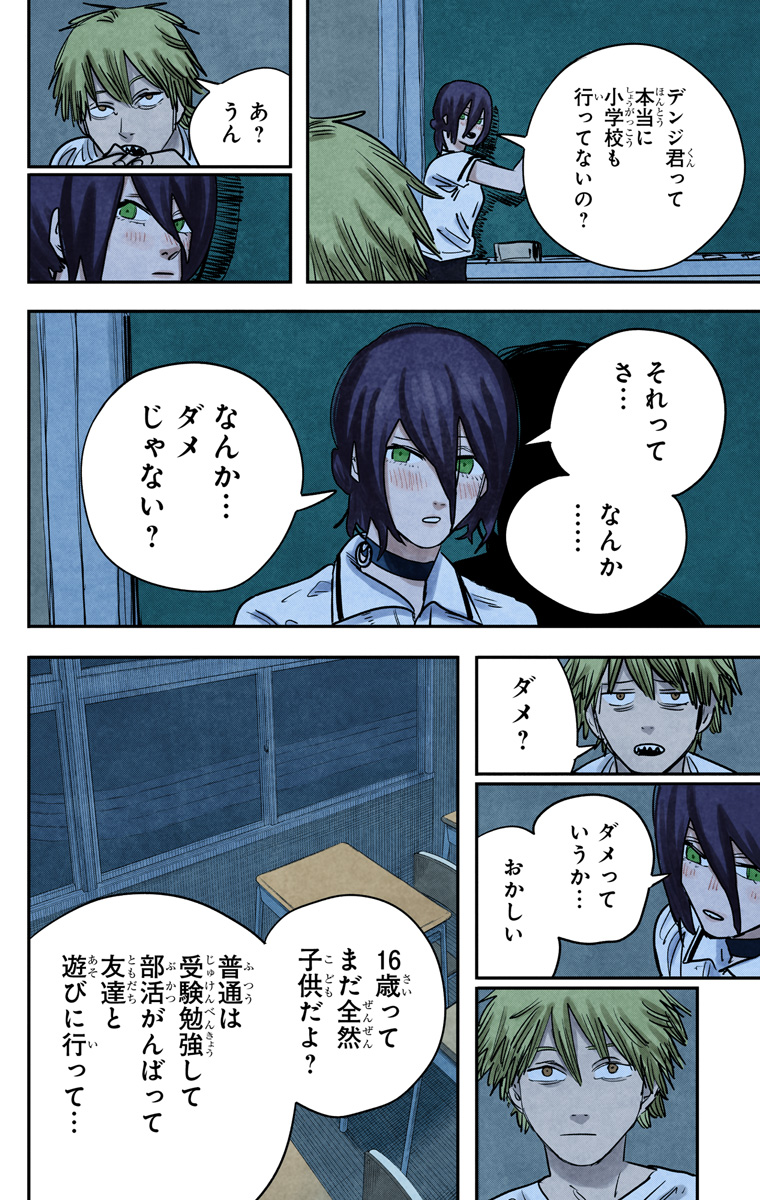 デンジ君って
本当に
小学校も
行ってないの?
あ?
うん
それって
さ…
なんか
……
なんか…
ダメ
じゃない?
ダメ?
ダメって
いうか…
おかしい
16歳って
まだ全然
子供だよ?
普通は
受験勉強して
部活がんばって
友達と
遊びに行って…